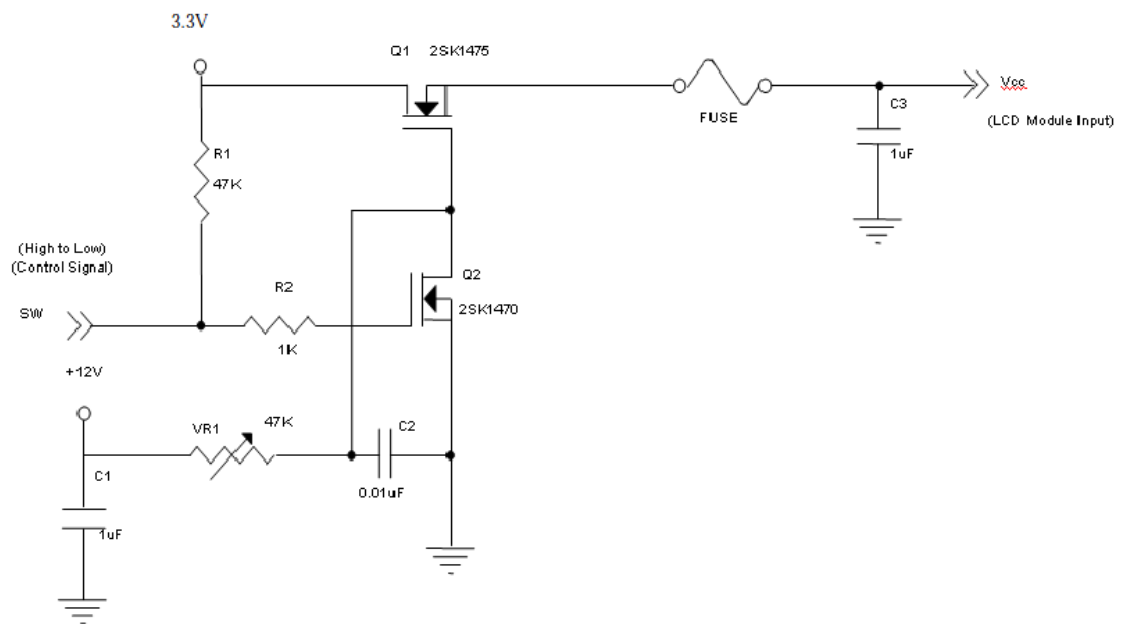 3.3V
Q1 2SK1475
FUSE
Vcc
(LCD Module Input)
C3
1uF
R1
47K
(High to Low)
(Control Signal)
SW
R2
1K
Q2
2SK1470
+12V
VR1
47K
C2
0.01uF
C1
1uF